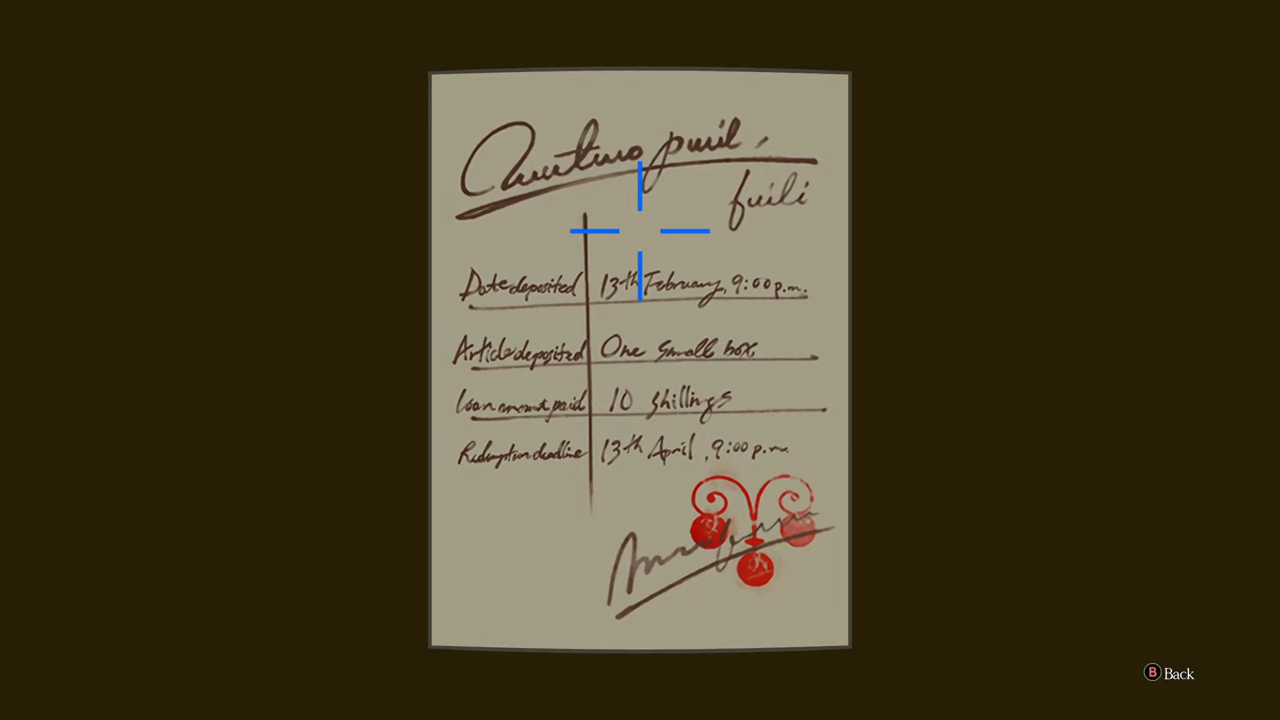 Date deposited 13th February, 9:00 p.m.
Article deposited One small box
Loan amount paid 10 shillings
Redemption deadline 13th April, 9:00 p.m.
B Back